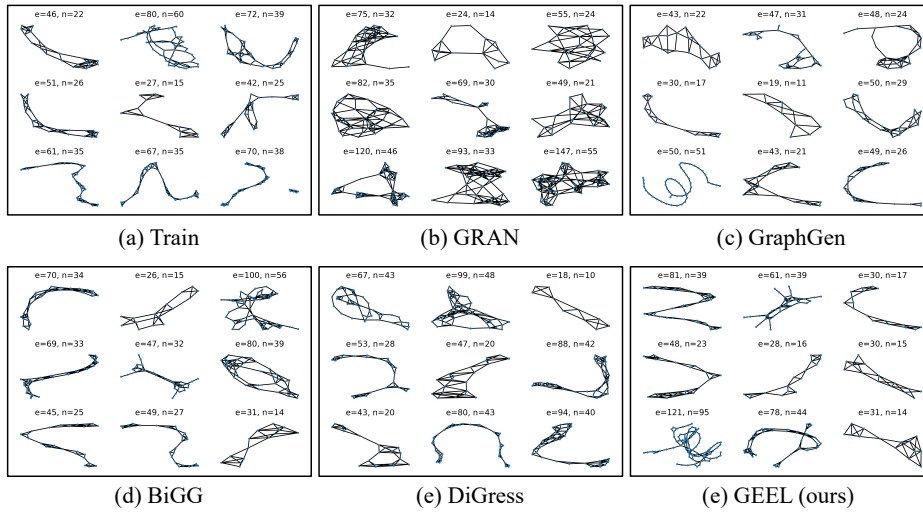 e=46, n=22 e=80, n=60 e=72, n=39 e=75, n=32 e=24, n=14 e=55, n=24 e=43, n=22 e=47, n=31 e=48, n=24
e=51, n=26 e=27, n=15 e=42, n=25 e=82, n=35 e=69, n=30 e=49, n=21 e=30, n=17 e=19, n=11 e=50, n=29
e=61, n=35 e=67, n=35 e=70, n=38 e=120, n=46 e=93, n=33 e=147, n=55 e=50, n=51 e=43, n=21 e=49, n=26
(a) Train (b) GRAN (c) GraphGen
e=70, n=34 e=26, n=15 e=100, n=56 e=67, n=43 e=99, n=48 e=18, n=10 e=81, n=39 e=61, n=39 e=30, n=17
e=69, n=33 e=47, n=32 e=80, n=39 e=53, n=28 e=47, n=20 e=88, n=42 e=48, n=23 e=28, n=16 e=30, n=15
e=45, n=25 e=49, n=27 e=31, n=14 e=43, n=20 e=80, n=43 e=94, n=40 e=121, n=95 e=78, n=44 e=31, n=14
(d) BiGG (e) DiGress (e) GEEL (ours)